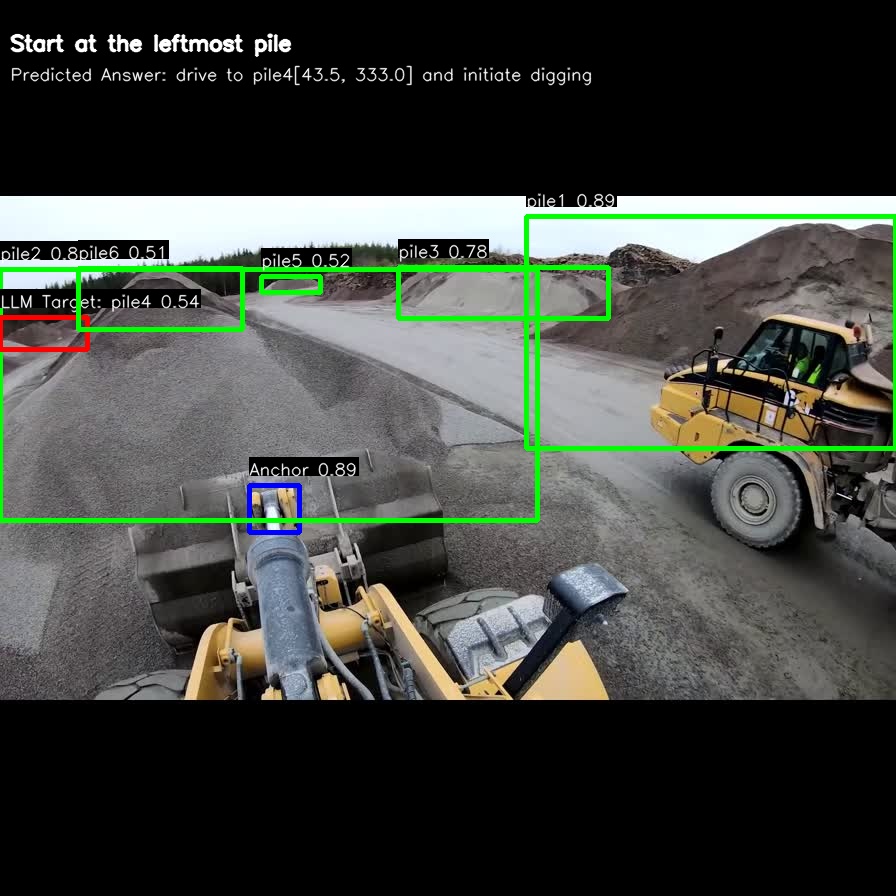 Start at the leftmost pile
Predicted Answer: drive to pile4[43.5, 333.0] and initiate digging
pile1 0.89
pile2 0.8
pile6 0.51
pile3 0.78
pile5 0.52
LLM Target: pile4 0.54
Anchor 0.89